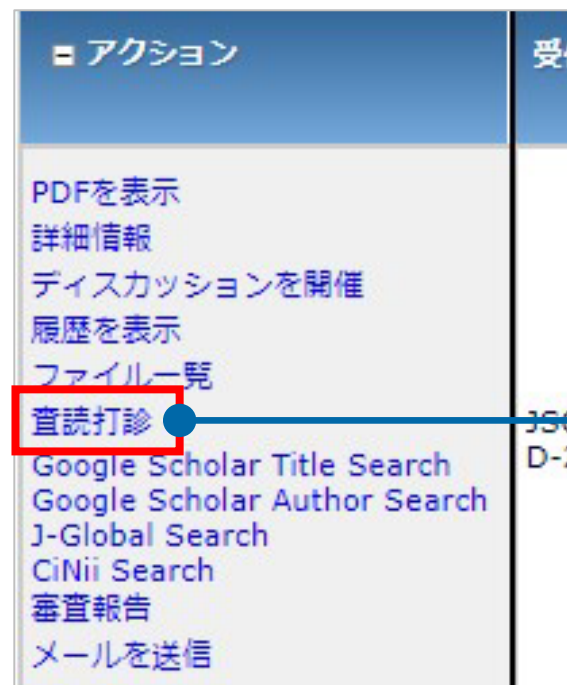 アクション
PDFを表示
詳細情報
ディスカッションを開催
履歴を表示
ファイル一覧
査読打診
Google Scholar Title Search
Google Scholar Author Search
J-Global Search
CiNii Search
審査報告
メールを送信
受
D-